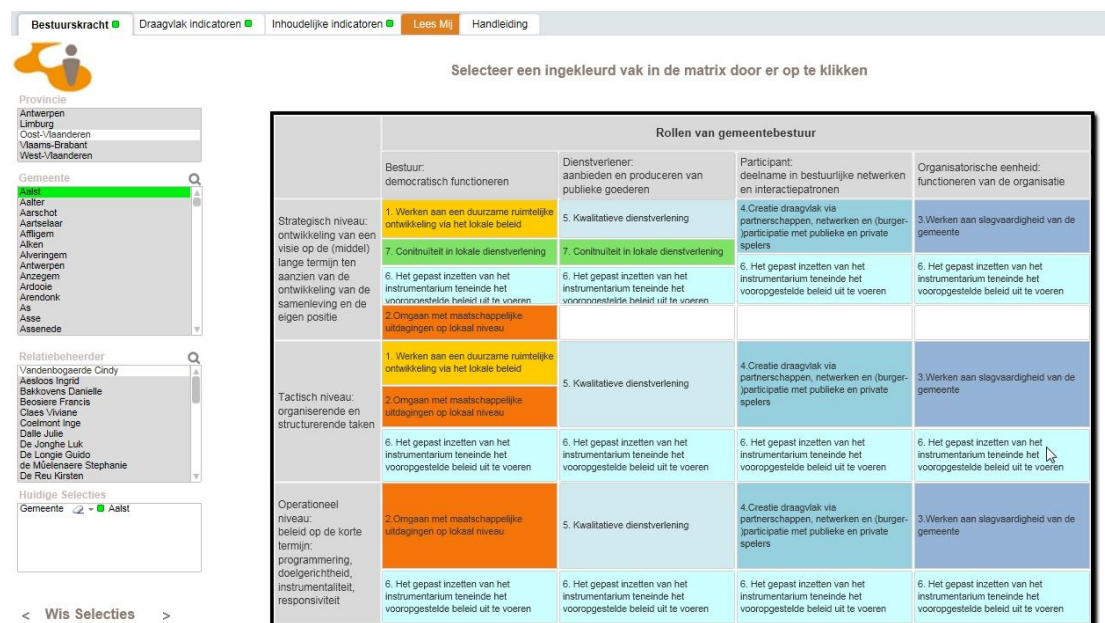 Bestuurskracht
Draagvlak indicatoren
Inhoudelijke indicatoren
Lees Mij
Handleiding
Selecteer een ingekleurd vak in de matrix door er op te klikken
Provincie
Antwerpen
Limburg
Oost-Vlaanderen
Vlaams-Brabant
West-Vlaanderen
Gemeente
Aalst
Aalter
Aarschot
Aartselaar
Affligem
Alken
Alveringem
Antwerpen
Anzegem
Ardooie
Arendonk
As
Asse
Assenede
Relatiebeheerder
Vandenbogaerde Cindy
Aesloos Ingrid
Bakkovens Danielle
Beosiere Francis
Claes Viviane
Coelmont Inge
Dalle Julie
De Jonghe Luk
De Longie Guido
de Mûelenaere Stephanie
De Reu Kirsten
Huidige Selecties
Gemeente Aalst
< Wis Selecties >
Rollen van gemeentebestuur
Bestuur:
democratisch functioneren
Dienstverlener:
aanbieden en produceren van
publieke goederen
Participant:
deelname in bestuurlijke netwerken
en interactiepatronen
Organisatorische eenheid:
functioneren van de organisatie
Strategisch niveau:
ontwikkeling van een
visie op de (middel)
lange termijn ten
aanzien van de
ontwikkeling van de
samenleving en de
eigen positie
1. Werken aan een duurzame ruimtelijke
ontwikkeling via het lokale beleid
7. Conitnuïteit in lokale dienstverlening
6. Het gepast inzetten van het
instrumentarium teneinde het
vooropgestelde beleid uit te voeren
2.Omgaan met maatschappelijke
uitdagingen op lokaal niveau
5. Kwalitatieve dienstverlening
7. Conitnuïteit in lokale dienstverlening
6. Het gepast inzetten van het
instrumentarium teneinde het
vooropgestelde beleid uit te voeren
4.Creatie draagvlak via
partnerschappen, netwerken en (burger-
)participatie met publieke en private
spelers
6. Het gepast inzetten van het
instrumentarium teneinde het
vooropgestelde beleid uit te voeren
3.Werken aan slagvaardigheid van de
gemeente
6. Het gepast inzetten van het
instrumentarium teneinde het
vooropgestelde beleid uit te voeren
Tactisch niveau:
organiserende en
structurerende taken
1. Werken aan een duurzame ruimtelijke
ontwikkeling via het lokale beleid
2.Omgaan met maatschappelijke
uitdagingen op lokaal niveau
6. Het gepast inzetten van het
instrumentarium teneinde het
vooropgestelde beleid uit te voeren
5. Kwalitatieve dienstverlening
6. Het gepast inzetten van het
instrumentarium teneinde het
vooropgestelde beleid uit te voeren
4.Creatie draagvlak via
partnerschappen, netwerken en (burger-
)participatie met publieke en private
spelers
6. Het gepast inzetten van het
instrumentarium teneinde het
vooropgestelde beleid uit te voeren
3.Werken aan slagvaardigheid van de
gemeente
6. Het gepast inzetten van het
instrumentarium teneinde het
vooropgestelde beleid uit te voeren
Operationeel
niveau:
beleid op de korte
termijn:
programmering,
doelgerichtheid,
instrumentaliteit,
responsiviteit
2.Omgaan met maatschappelijke
uitdagingen op lokaal niveau
6. Het gepast inzetten van het
instrumentarium teneinde het
vooropgestelde beleid uit te voeren
5. Kwalitatieve dienstverlening
6. Het gepast inzetten van het
instrumentarium teneinde het
vooropgestelde beleid uit te voeren
4.Creatie draagvlak via
partnerschappen, netwerken en (burger-
)participatie met publieke en private
spelers
6. Het gepast inzetten van het
instrumentarium teneinde het
vooropgestelde beleid uit te voeren
3.Werken aan slagvaardigheid van de
gemeente
6. Het gepast inzetten van het
instrumentarium teneinde het
vooropgestelde beleid uit te voeren